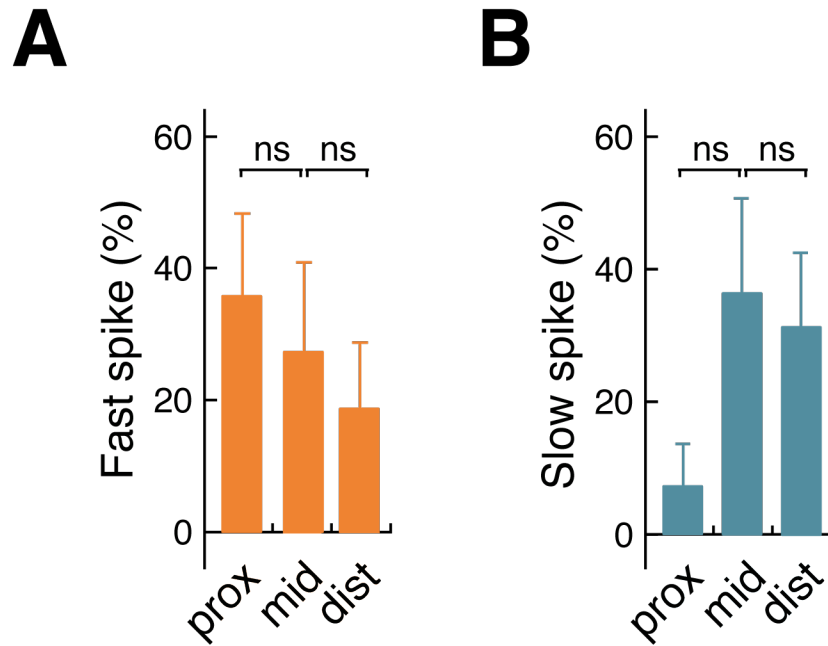 A
Fast spike (%)
60
40
20
0
ns
ns
prox
mid
dist
B
Slow spike (%)
60
40
20
0
ns
ns
prox
mid
dist